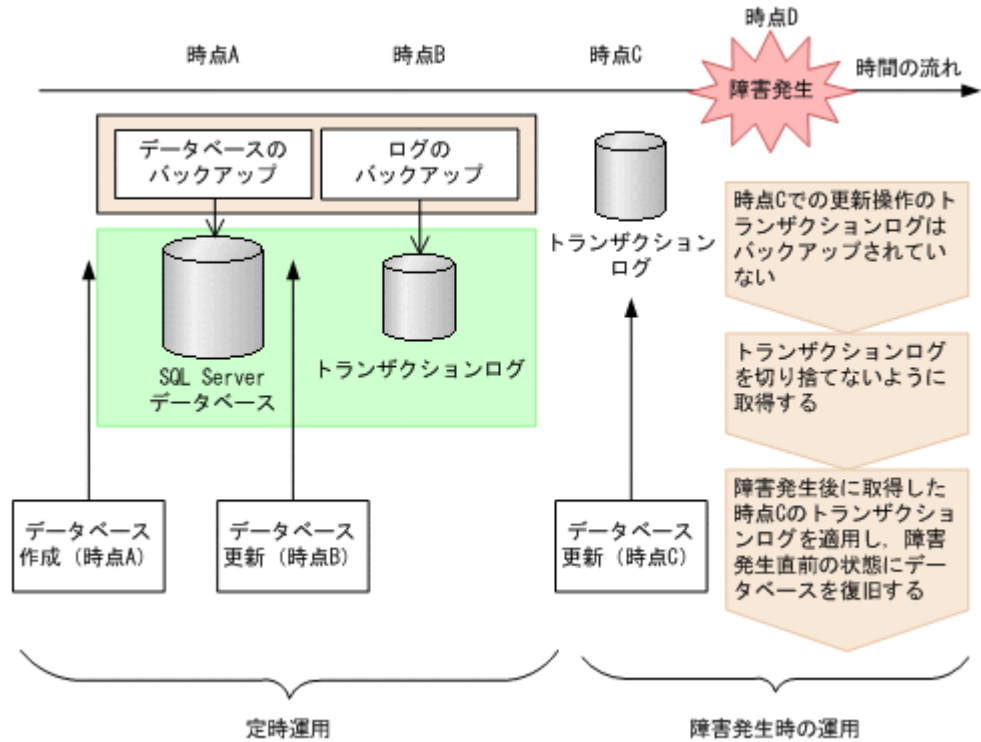 時点D
時点A
時点B
時点C
障害発生
時間の流れ
データベースの
バックアップ
ログの
バックアップ
トランザクション
ログ
SQL Server
データベース
トランザクションログ
時点Cでの更新操作のト
ランザクションログは
バックアップされてい
ない
トランザクションログ
を切り捨てないように
取得する
障害発生後に取得した
時点Cのトランザクショ
ンログを適用し，障害
発生直前の状態にデー
タベースを復旧する
データベース
作成（時点A）
データベース
更新（時点B）
データベース
更新（時点C）
定時運用
障害発生時の運用